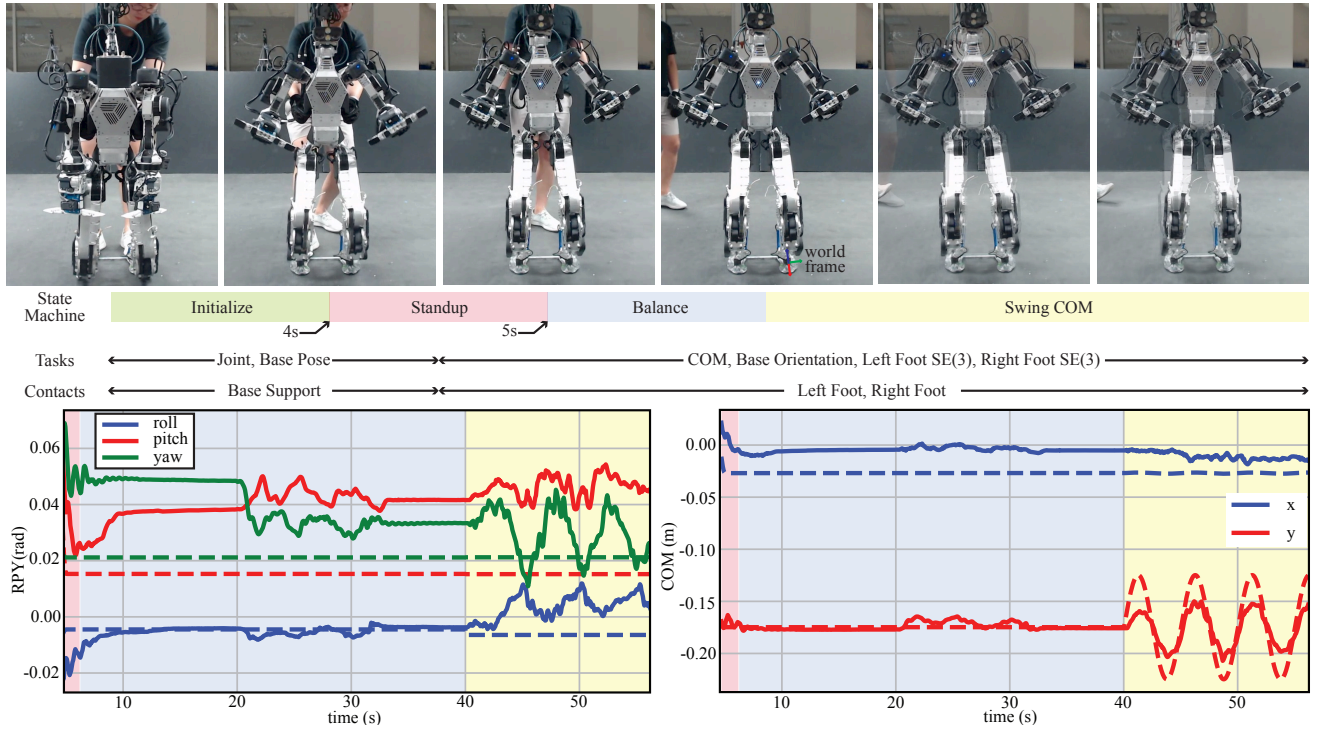 world
frame
State
Machine
Initialize
Standup
Balance
Swing COM
4s
5s
Tasks
Joint, Base Pose
COM, Base Orientation, Left Foot SE(3), Right Foot SE(3)
Contacts
Base Support
Left Foot, Right Foot
roll
pitch
yaw
0.06
0.04
0.02
0.00
-0.02
RPY(rad)
10
20
30
40
50
time (s)
0.00
-0.05
-0.10
-0.15
-0.20
COM (m)
x
y
10
20
30
40
50
time (s)